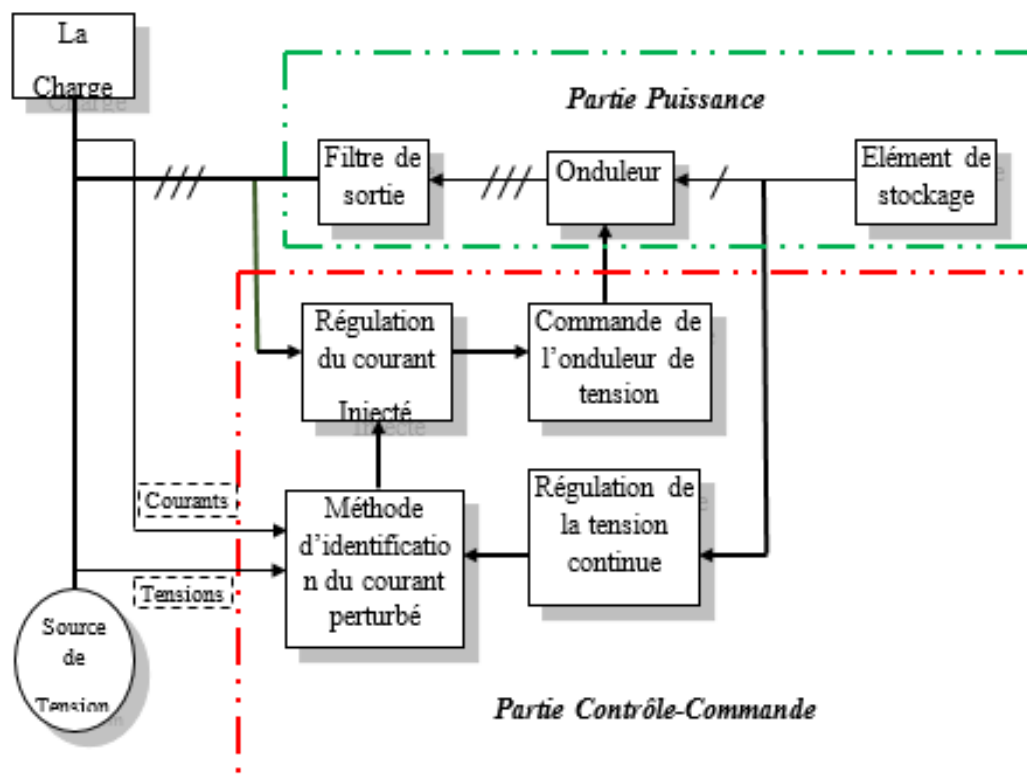 La
Charge
Partie Puissance
Filtre de
sortie
Onduleur
Elément de
stockage
Régulation
du courant
Injecté
Commande de
l'onduleur de
tension
Courants
Méthode
d'identificatio
n du courant
perturbé
Régulation de
la tension
continue
Tensions
Source
de
Tension
Partie Contrôle-Commande